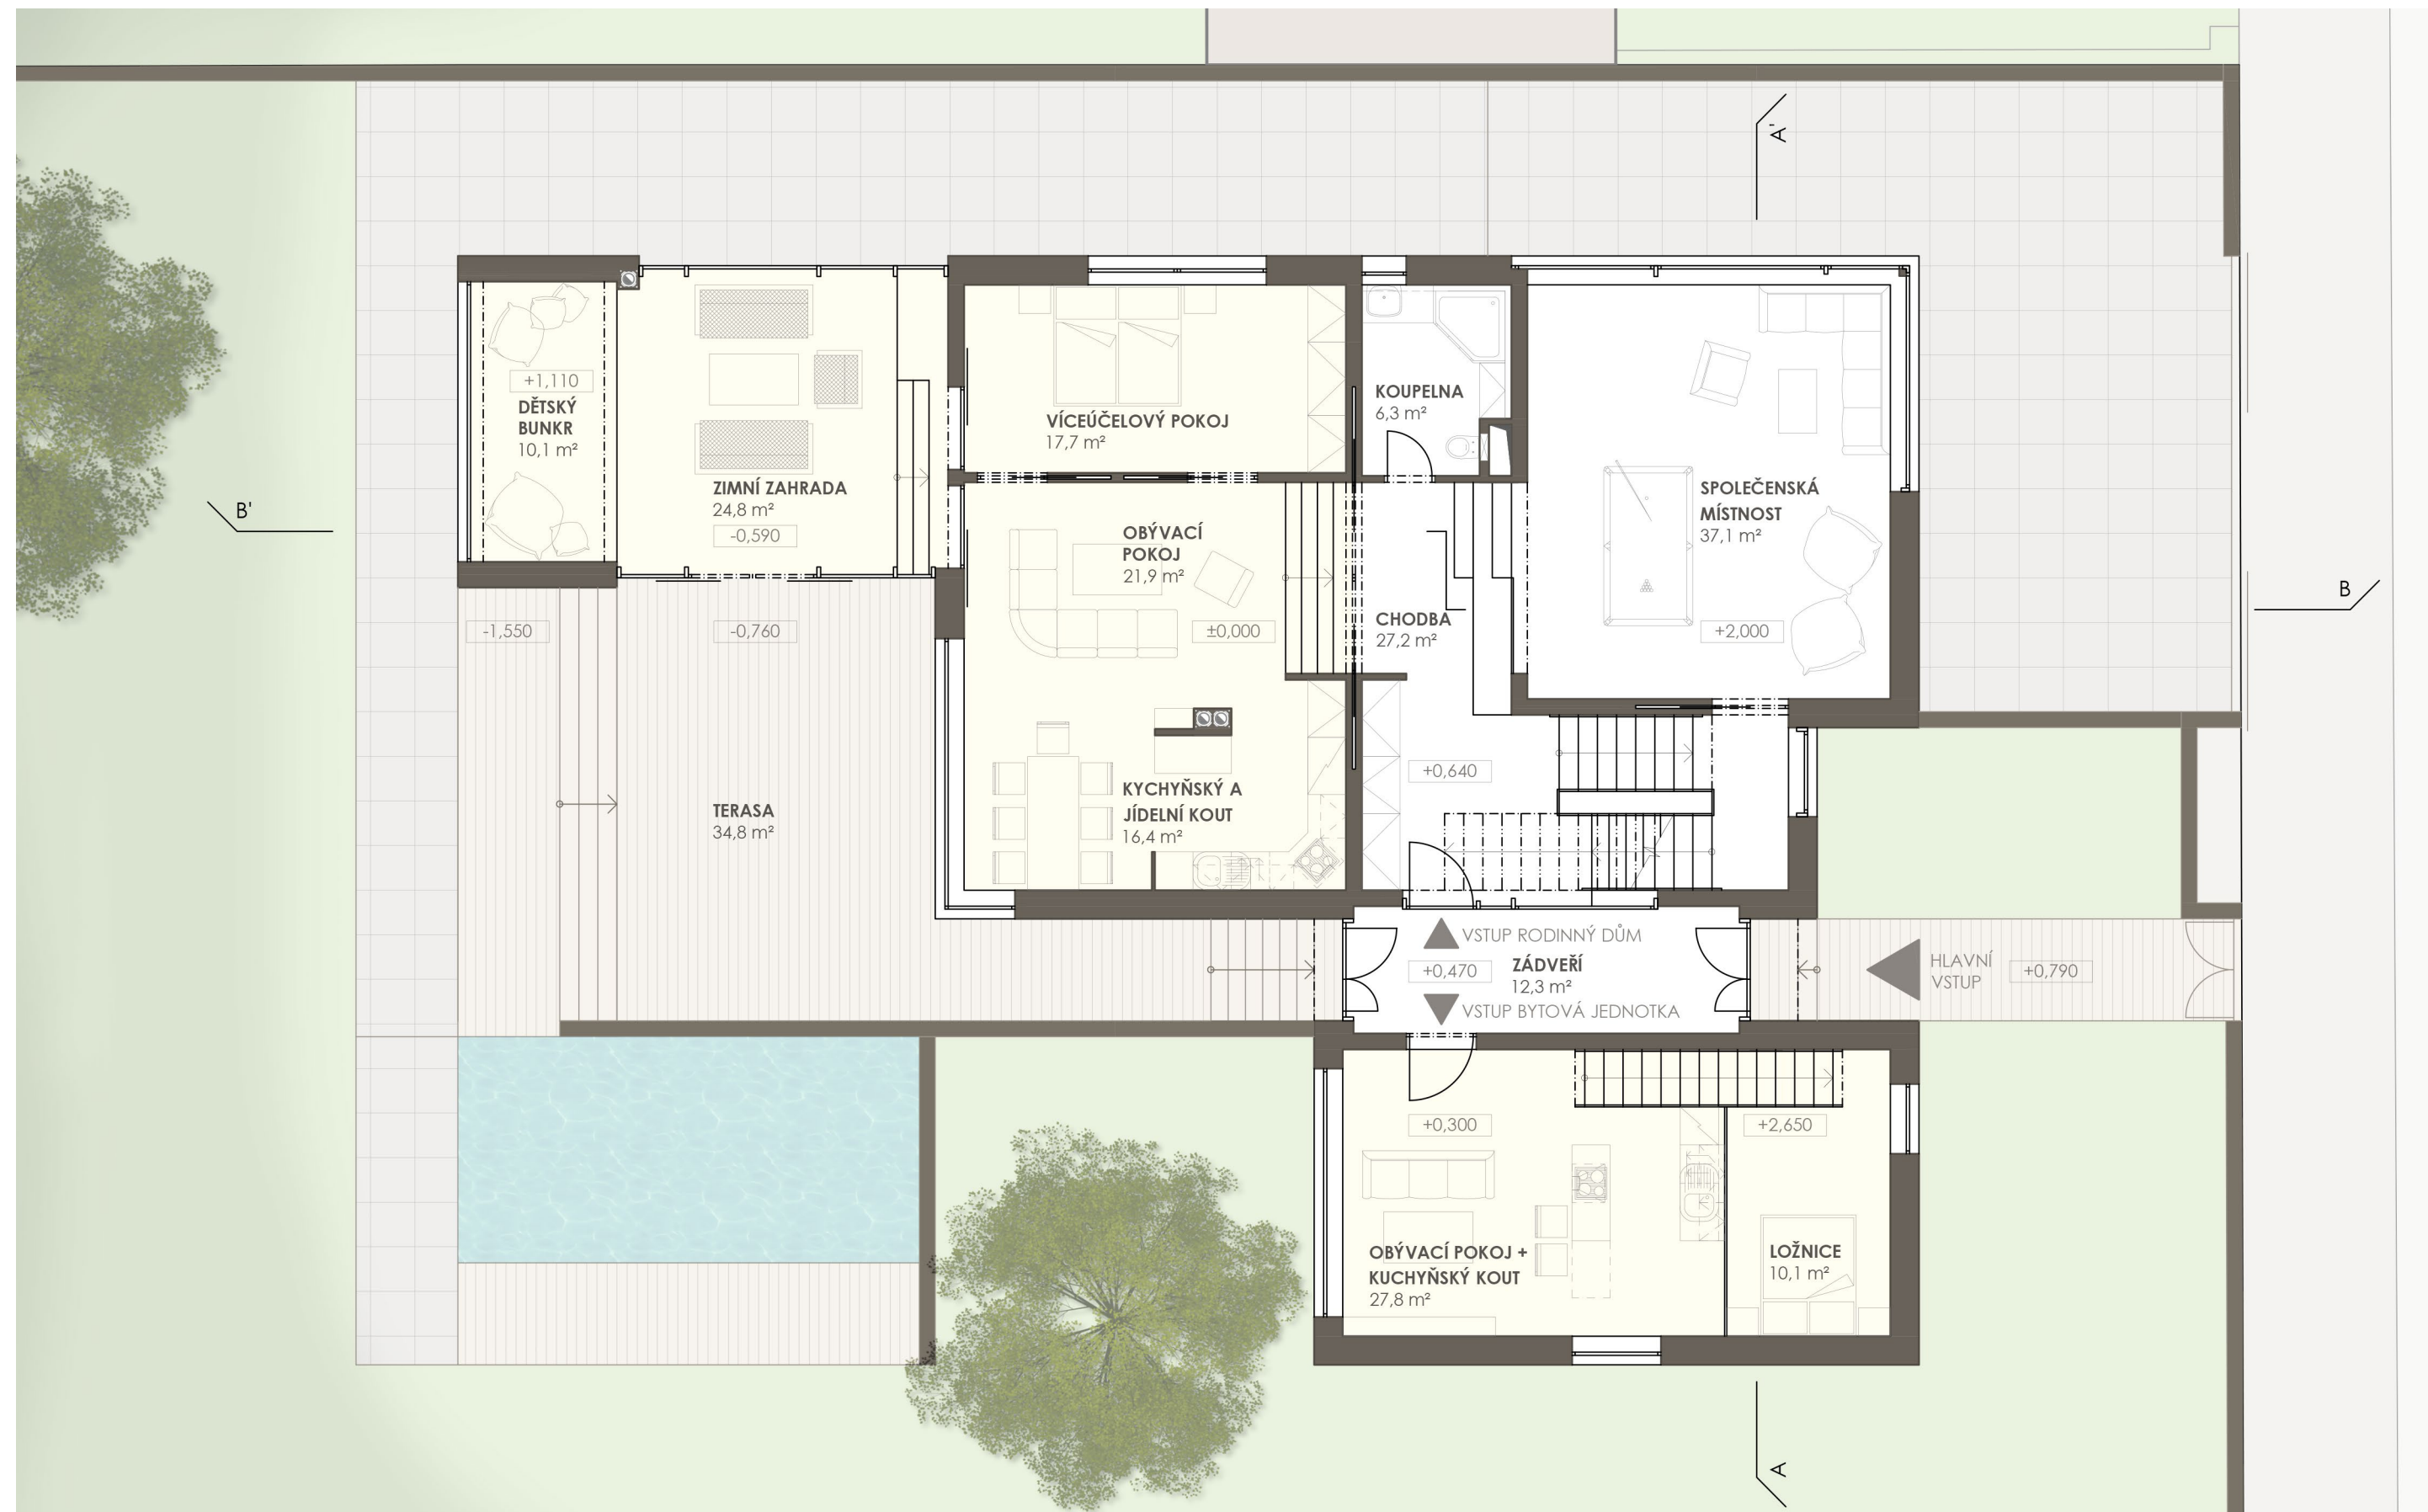 A'
+1,110
DĚTSKÝ
BUNKR
10,1 m²
ZIMNÍ ZAHRADA
24,8 m²
-0,590
VÍCEÚČELOVÝ POKOJ
17,7 m²
KOUPELNA
6,3 m²
SPOLEČENSKÁ
MÍSTNOST
37,1 m²
+2,000
B'
OBÝVACÍ
POKOJ
21,9 m²
±0,000
CHODBA
27,2 m²
B
-1,550
-0,760
TERASA
34,8 m²
KYCHYŇSKÝ A
JÍDELNÍ KOUT
16,4 m²
+0,640
VSTUP RODINNÝ DŮM
+0,470
ZÁDVEŘÍ
12,3 m²
VSTUP BYTOVÁ JEDNOTKA
HLAVNÍ
VSTUP
+0,790
+0,300
+2,650
OBÝVACÍ POKOJ +
KUCHYŇSKÝ KOUT
27,8 m²
LOŽNICE
10,1 m²
A